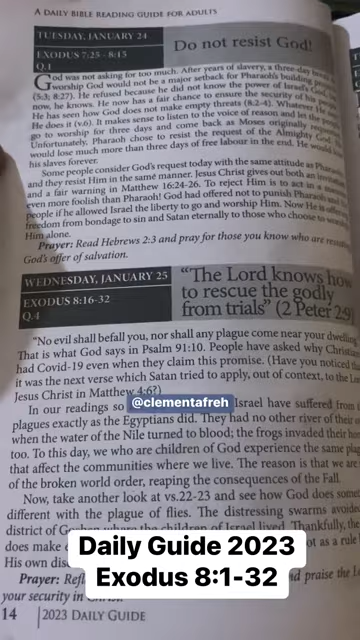 A DAILY BIBLE READING GUIDE FOR ADULTS
TUESDAY, JANUARY 24
EXODUS 7:25 - 8:15
Q.1
Do not resist God!
God was not asking for too much. After years of slavery, a three-day
worship God would not be a major setback for Pharaoh's building
(5:3; 8:27). He refused because he did not know the power of Israel's God,
now, he knows. He now has a fair chance to ensure the security of his people
He has seen how God does not make empty threats (8:2-4). Whatever He
He does it (v.6). It makes sense to listen to the voice of reason and let the
go to worship for three days and come back as Moses originally
Unfortunately, Pharaoh chose to resist the request of the Almighty God.
would lose much more than three days of free labour in the end. He would
his slaves forever.
Some people consider God's request today with the same attitude as Pharaoh
and they resist Him in the same manner. Jesus Christ gives out both an
and a fair warning in Matthew 16:24-26. To reject Him is to act in a
even more foolish than Pharaoh! God had offered not to punish Pharaoh and
people if he allowed Israel the liberty to go and worship Him. Now He
freedom from bondage to sin and Satan eternally to those who choose to
Him alone.
Prayer: Read Hebrews 2:3 and pray for those you know who are
God's offer of salvation.
WEDNESDAY, JANUARY 25
EXODUS 8:16-32
Q.4
"The Lord knows how
to rescue the godly
from trials" (2 Peter 2:9)
"No evil shall befall you, nor shall any plague come near your dwelling
That is what God says in Psalm 91:10. People have asked why
had Covid-19 even when they claim this promise. (Have you noticed
it was the next verse which Satan tried to apply, out of context, to the
Jesus Christ in Matthew 4:6?)
In our readings so Israel have suffered from
plagues exactly as the Egyptians did. They had no other river of their
when the water of the Nile turned to blood; the frogs invaded their
too. To this day, we who are children of God experience the same
that affect the communities where we live. The reason is that we are
of the broken world order, reaping the consequences of the Fall.
Now, take another look at vs.22-23 and see how God does
different with the plague of flies. The distressing swarms avoided
district of where the children of Israel lived. Thankfully, the
does make not as a rule
His own
Prayer: praise the
your security in
@clementafreh
Daily Guide 2023
Exodus 8:1-32
14 2023 DAILY GUIDE